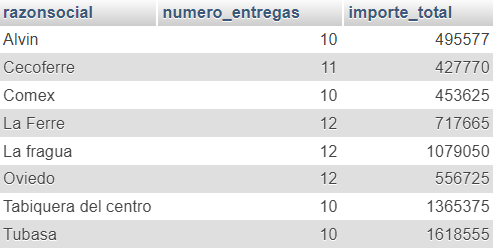 razonsocial numero_entregas importe_total
Alvin 10 495577
Cecoferre 11 427770
Comex 10 453625
La Ferre 12 717665
La fragua 12 1079050
Oviedo 12 556725
Tabiquera del centro 10 1365375
Tubasa 10 1618555